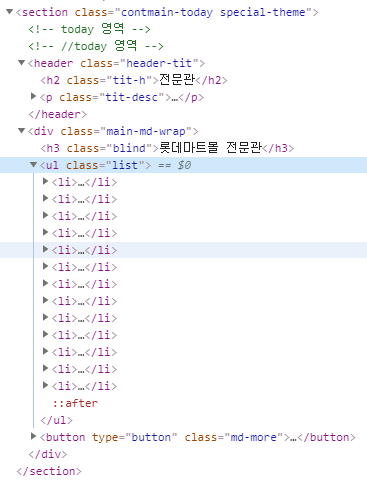 ▼<section class="contmain-today special-theme">
<!-- today 영역 -->
<!-- //today 영역 -->
▼<header class="header-tit">
<h2 class="tit-h">전문관</h2>
▶<p class="tit-desc">…</p>
</header>
▼<div class="main-md-wrap">
<h3 class="blind">롯데마트몰 전문관</h3>
▼<ul class="list"> == $0
▶<li>…</li>
▶<li>…</li>
▶<li>…</li>
▶<li>…</li>
▶<li>…</li>
▶<li>…</li>
▶<li>…</li>
▶<li>…</li>
▶<li>…</li>
▶<li>…</li>
▶<li>…</li>
▶<li>…</li>
▶<li>…</li>
::after
</ul>
▶<button type="button" class="md-more">…</button>
</div>
</section>